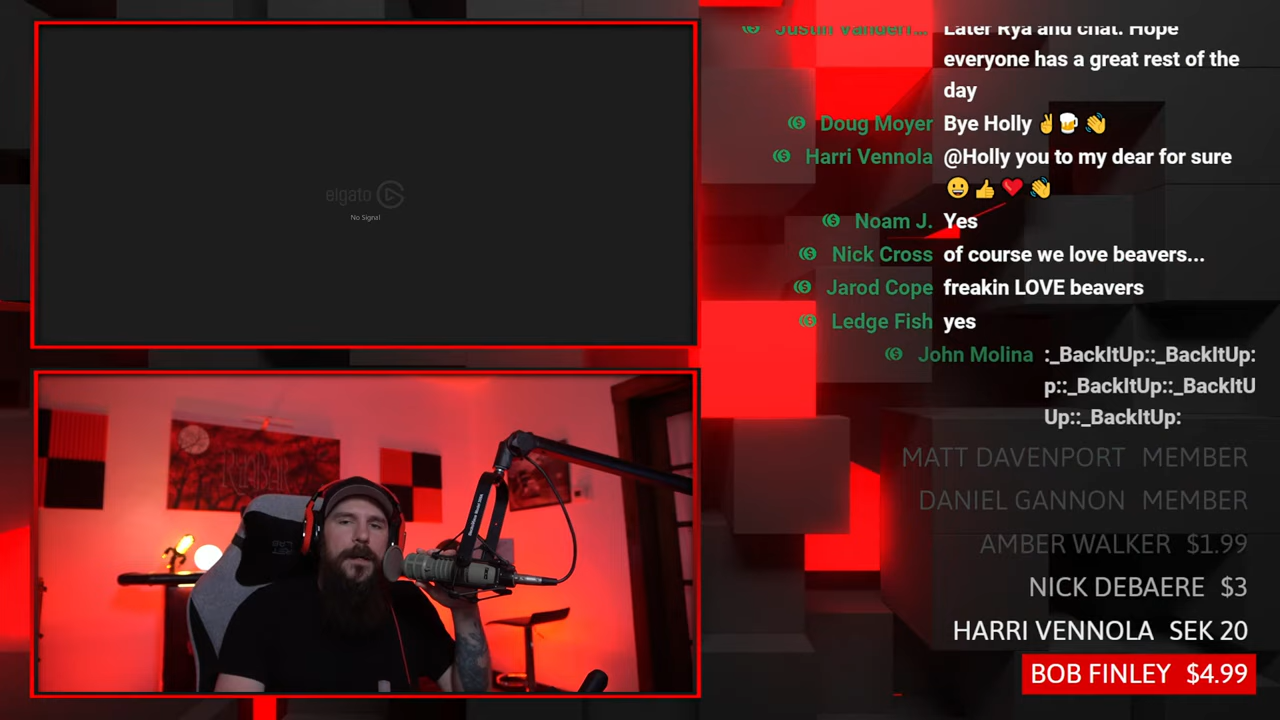 elgato
No Signal
Justin Vanderf... Later Rya and chat. Hope
everyone has a great rest of the
day
Doug Moyer Bye Holly ✌️🍺👋
Harri Vennola @Holly you to my dear for sure
😀👍❤️👋
Noam J. Yes
Nick Cross of course we love beavers...
Jarod Cope freakin LOVE beavers
Ledge Fish yes
John Molina :_BackItUp::_BackItUp:
p::_BackItUp::_BackItU
Up::_BackItUp:
MATT DAVENPORT MEMBER
DANIEL GANNON MEMBER
AMBER WALKER $1.99
NICK DEBAERE $3
HARRI VENNOLA SEK 20
BOB FINLEY $4.99